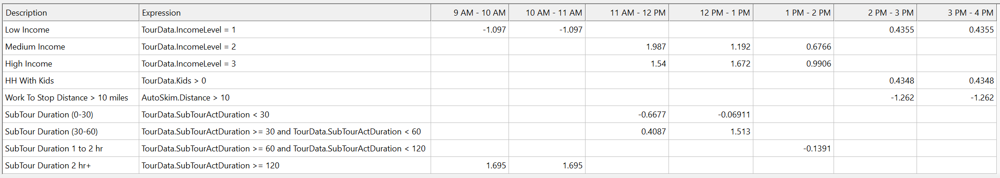 Description Expression 9 AM - 10 AM 10 AM - 11 AM 11 AM - 12 PM 12 PM - 1 PM 1 PM - 2 PM 2 PM - 3 PM 3 PM - 4 PM
Low Income TourData.IncomeLevel = 1 -1.097 -1.097 0.4355 0.4355
Medium Income TourData.IncomeLevel = 2 1.987 1.192 0.6766
High Income TourData.IncomeLevel = 3 1.54 1.672 0.9906
HH With Kids TourData.Kids > 0 0.4348 0.4348
Work To Stop Distance > 10 miles AutoSkim.Distance > 10 -1.262 -1.262
SubTour Duration (0-30) TourData.SubTourActDuration < 30 -0.6677 -0.06911
SubTour Duration (30-60) TourData.SubTourActDuration >= 30 and TourData.SubTourActDuration < 60 0.4087 1.513
SubTour Duration 1 to 2 hr TourData.SubTourActDuration >= 60 and TourData.SubTourActDuration < 120 -0.1391
SubTour Duration 2 hr+ TourData.SubTourActDuration >= 120 1.695 1.695